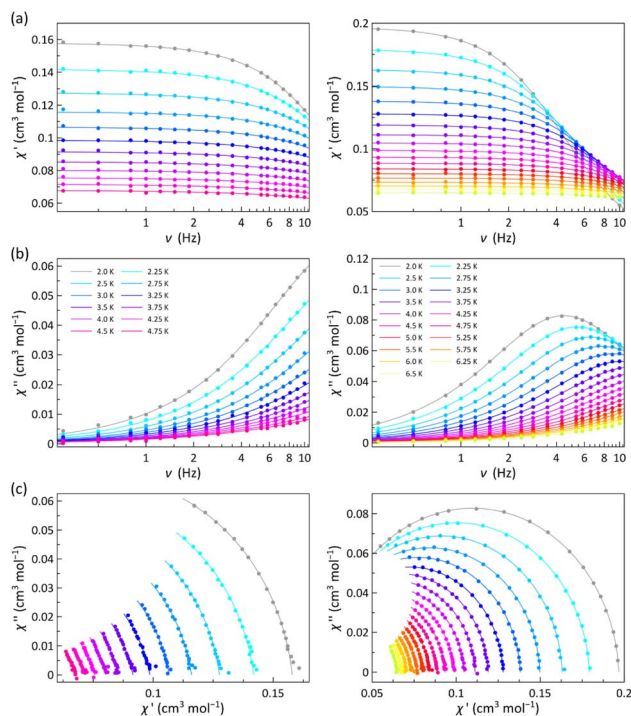 (a)
0.16
0.14
0.12
0.1
0.08
0.06
χ' (cm³ mol⁻¹)
1 2 4 6 8 10
ν (Hz)
0.2
0.15
0.1
0.05
χ' (cm³ mol⁻¹)
1 2 4 6 8 10
ν (Hz)
(b)
0.06
0.05
0.04
0.03
0.02
0.01
0
χ'' (cm³ mol⁻¹)
2.0 K 2.25 K
2.5 K 2.75 K
3.0 K 3.25 K
3.5 K 3.75 K
4.0 K 4.25 K
4.5 K 4.75 K
1 2 4 6 8 10
ν (Hz)
0.12
0.1
0.08
0.06
0.04
0.02
0
χ'' (cm³ mol⁻¹)
2.0 K 2.25 K
2.5 K 2.75 K
3.0 K 3.25 K
3.5 K 3.75 K
4.0 K 4.25 K
4.5 K 4.75 K
5.0 K 5.25 K
5.5 K 5.75 K
6.0 K 6.25 K
6.5 K
1 2 4 6 8 10
ν (Hz)
(c)
0.06
0.05
0.04
0.03
0.02
0.01
0
χ'' (cm³ mol⁻¹)
0.1 0.15
χ' (cm³ mol⁻¹)
0.1
0.08
0.06
0.04
0.02
0
χ'' (cm³ mol⁻¹)
0.05 0.1 0.15 0.2
χ' (cm³ mol⁻¹)